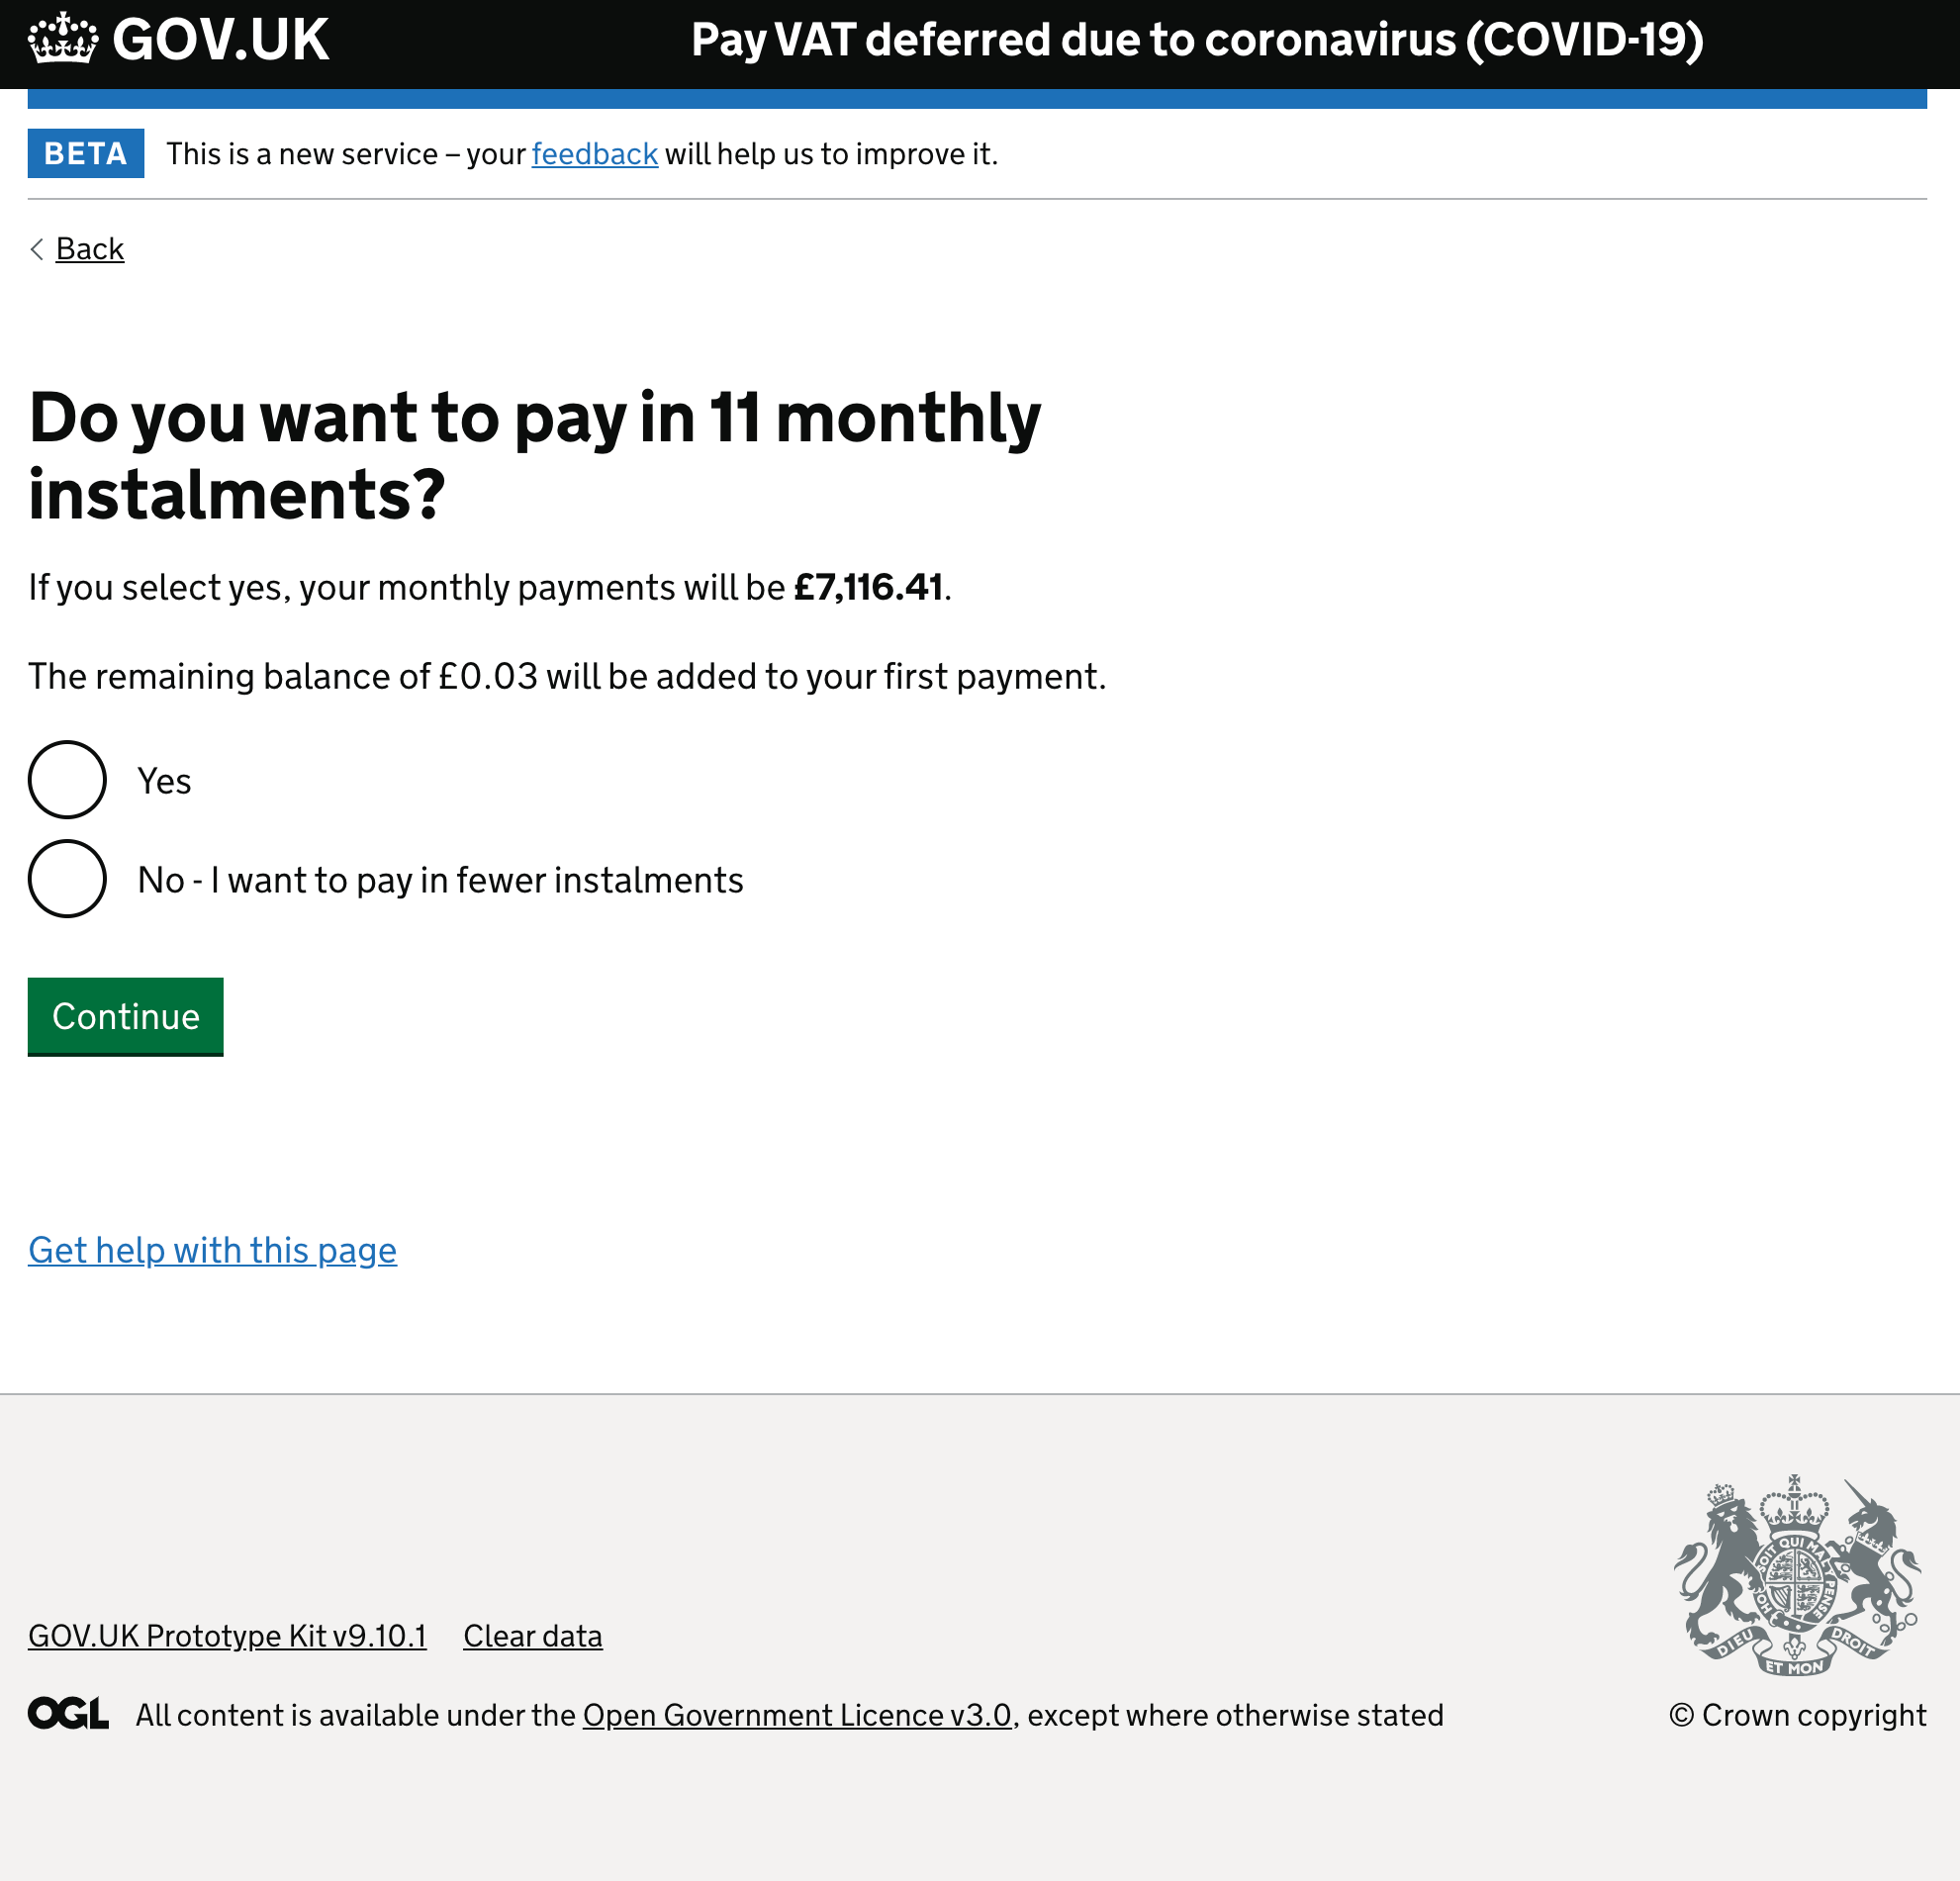 GOV.UK
Pay VAT deferred due to coronavirus (COVID-19)
BETA
This is a new service – your feedback will help us to improve it.
Back
Do you want to pay in 11 monthly
instalments?
If you select yes, your monthly payments will be £7,116.41.
The remaining balance of £0.03 will be added to your first payment.
Yes
No - I want to pay in fewer instalments
Continue
Get help with this page
GOV.UK Prototype Kit v9.10.1
Clear data
DIEU ET MON DROIT
OGL
All content is available under the Open Government Licence v3.0, except where otherwise stated
© Crown copyright